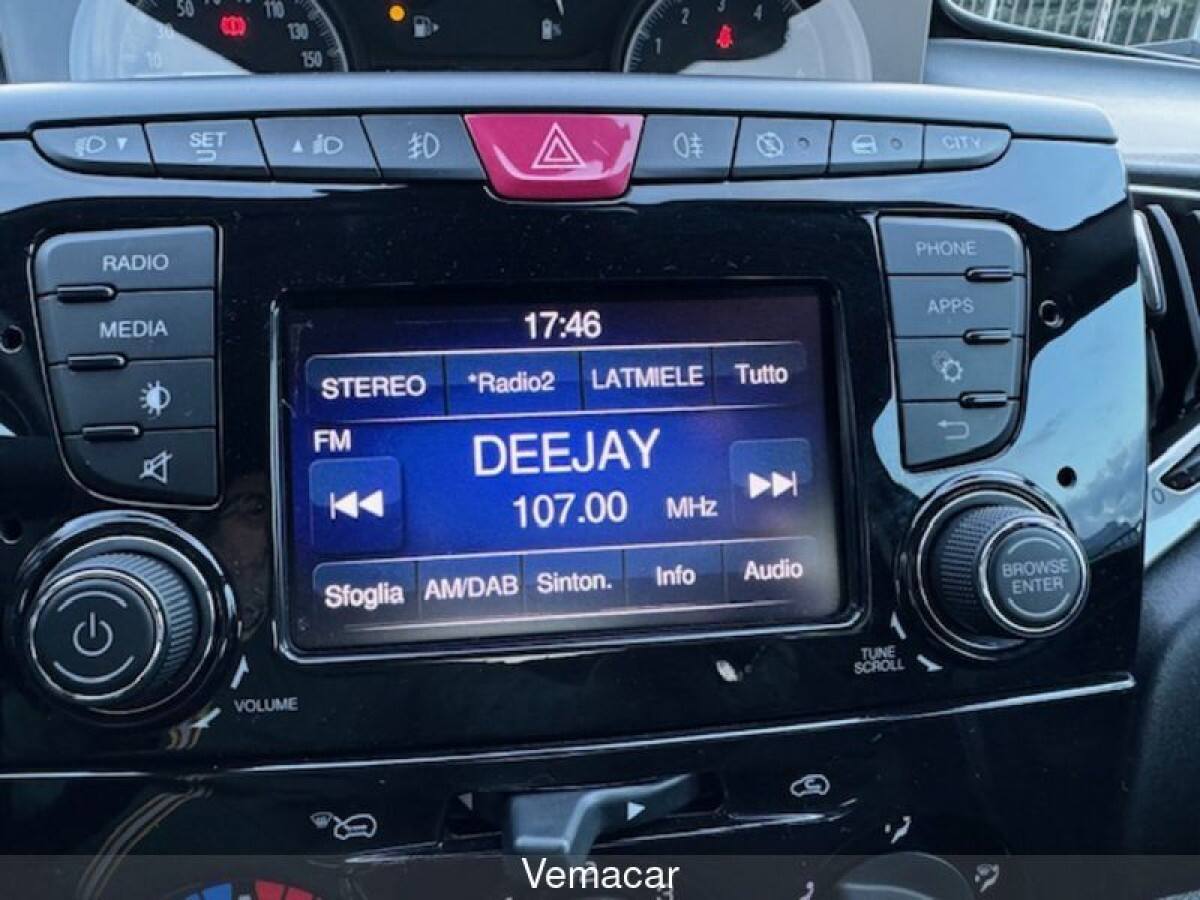 50 110
30 130
10 150
1 2 3 4
SET
CITY
RADIO
MEDIA
PHONE
APPS
17:46
STEREO *Radio2 LATMIELE Tutto
FM
DEEJAY
107.00 MHz
Sfoglia AM/DAB Sinton. Info Audio
BROWSE
ENTER
TUNE
SCROLL
VOLUME
0
Vemacar